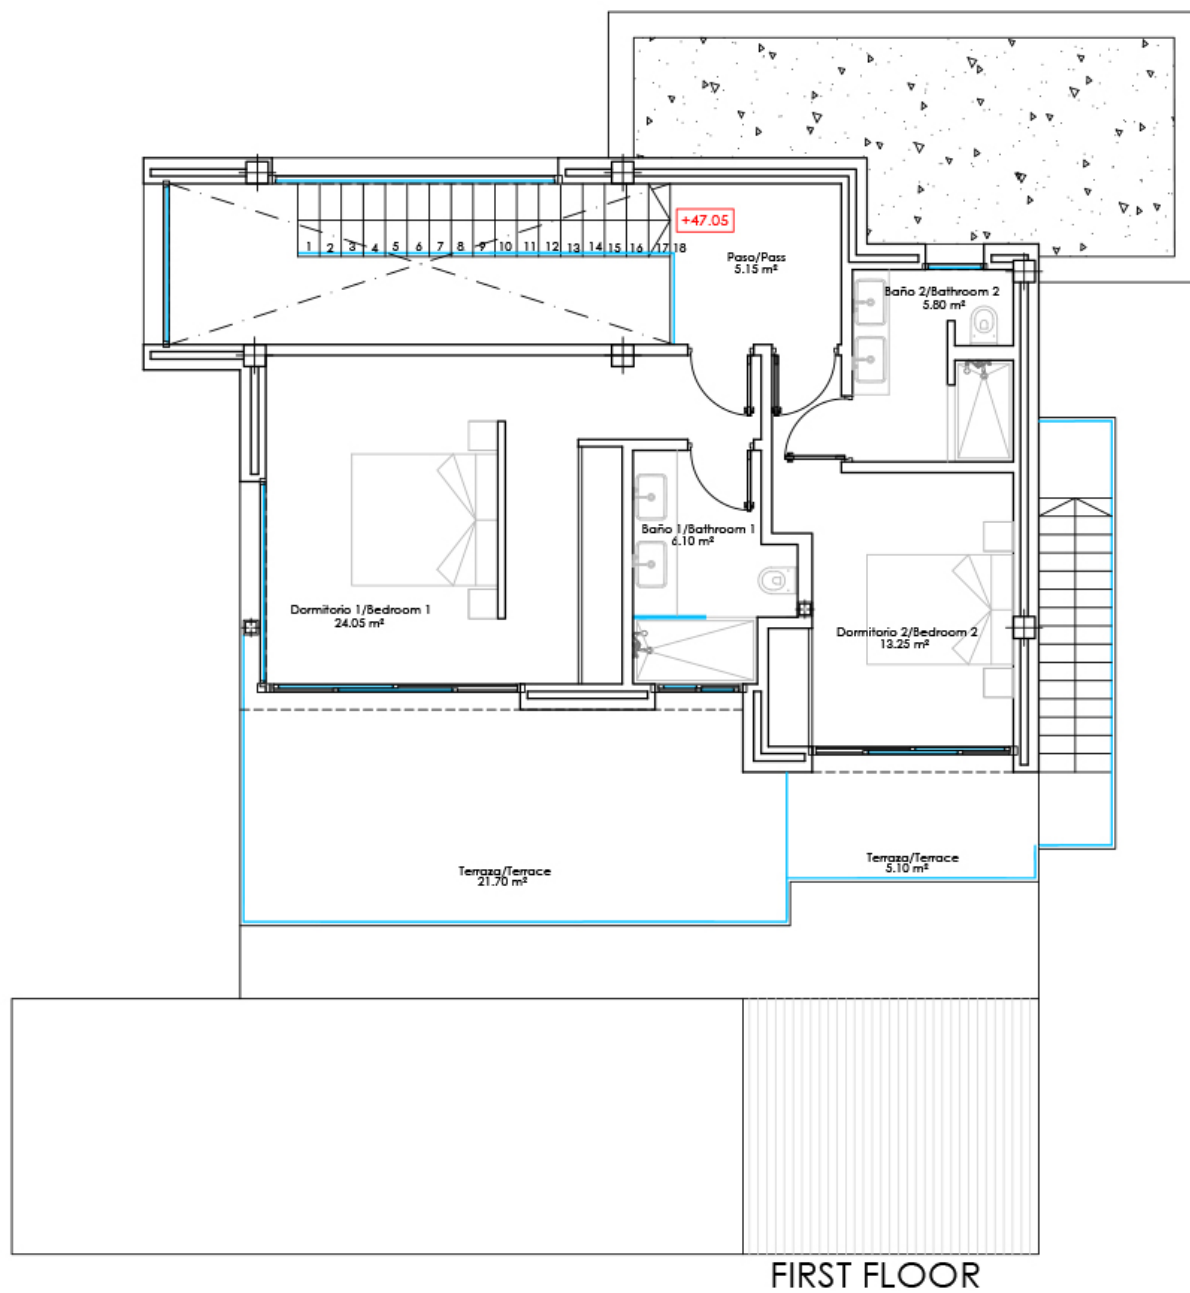 +47.05
1 2 3 4 5 6 7 8 9 10 11 12 13 14 15 16 17 18
Paso/Pass
5.15 m²
Baño 2/Bathroom 2
5.80 m²
Baño 1/Bathroom 1
6.10 m²
Dormitorio 1/Bedroom 1
24.05 m²
Dormitorio 2/Bedroom 2
13.25 m²
Terraza/Terrace
21.70 m²
Terraza/Terrace
5.10 m²
FIRST FLOOR